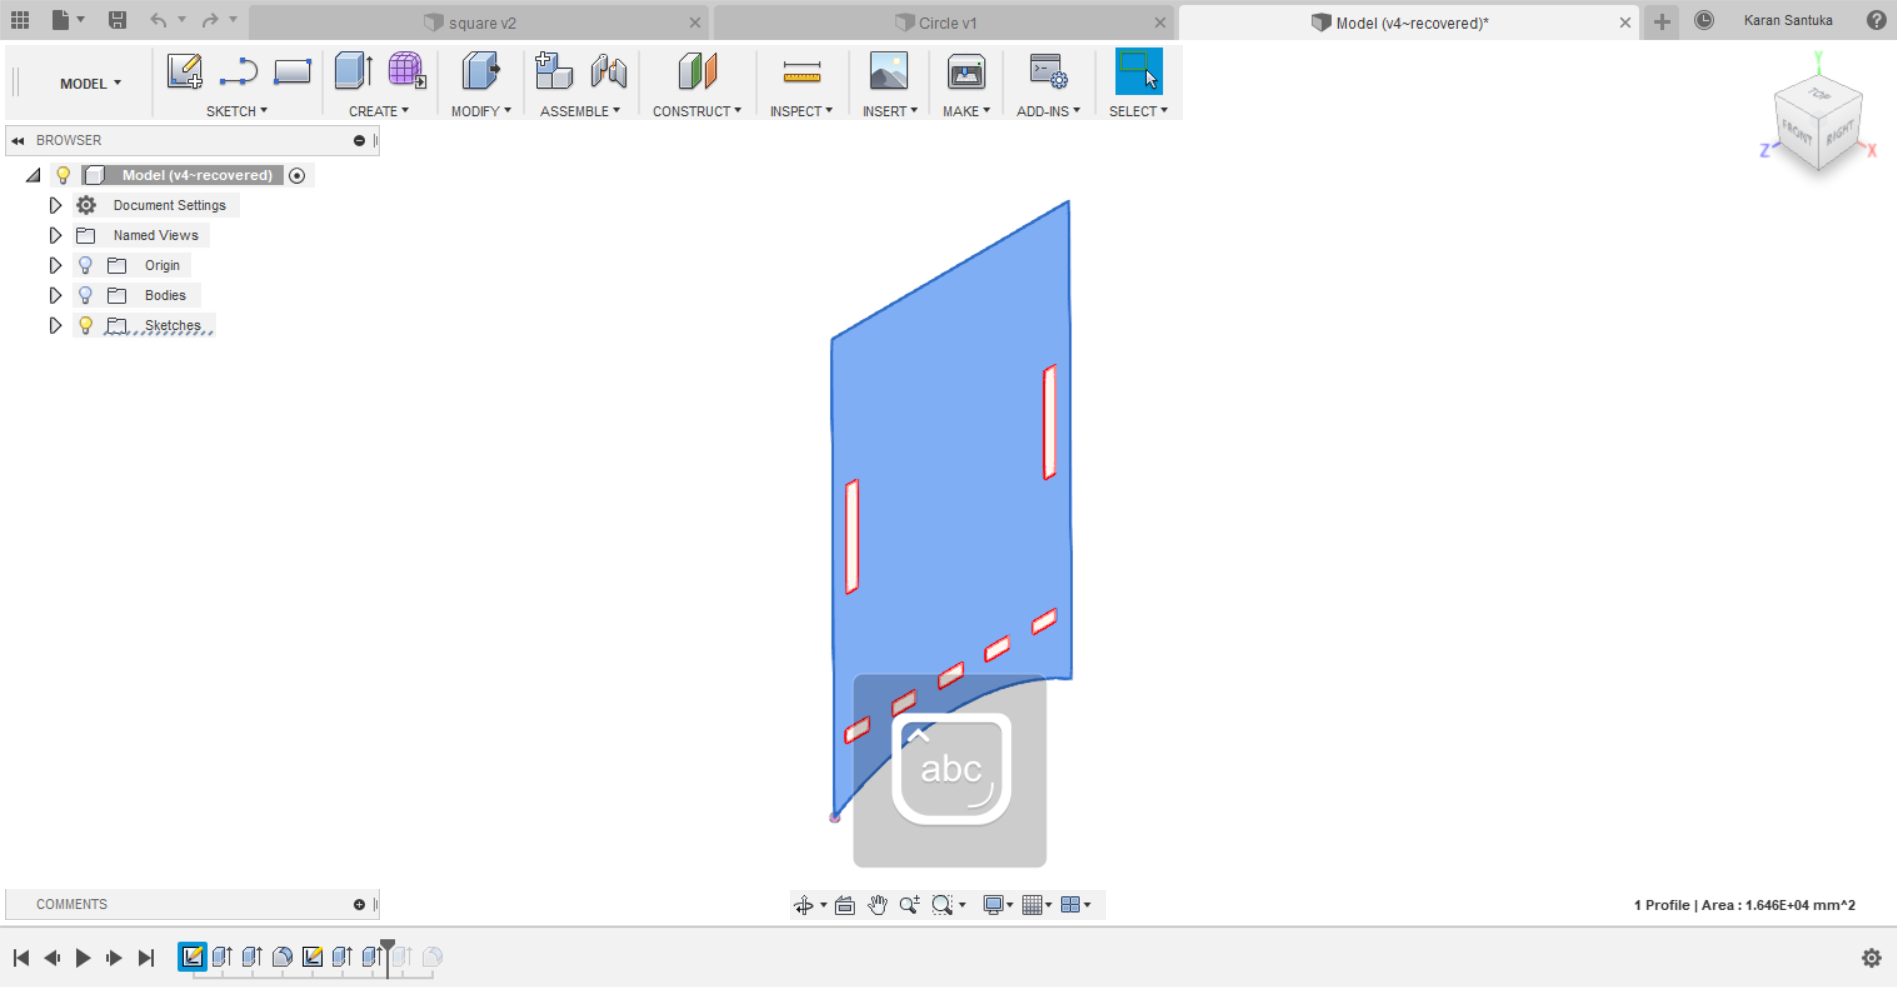 square v2
Circle v1
Model (v4~recovered)*
Karan Santuka
MODEL
SKETCH
CREATE
MODIFY
ASSEMBLE
CONSTRUCT
INSPECT
INSERT
MAKE
ADD-INS
SELECT
BROWSER
Model (v4~recovered)
Document Settings
Named Views
Origin
Bodies
Sketches
Y
TOP
FRONT
RIGHT
Z
X
abc
COMMENTS
1 Profile | Area : 1.646E+04 mm^2